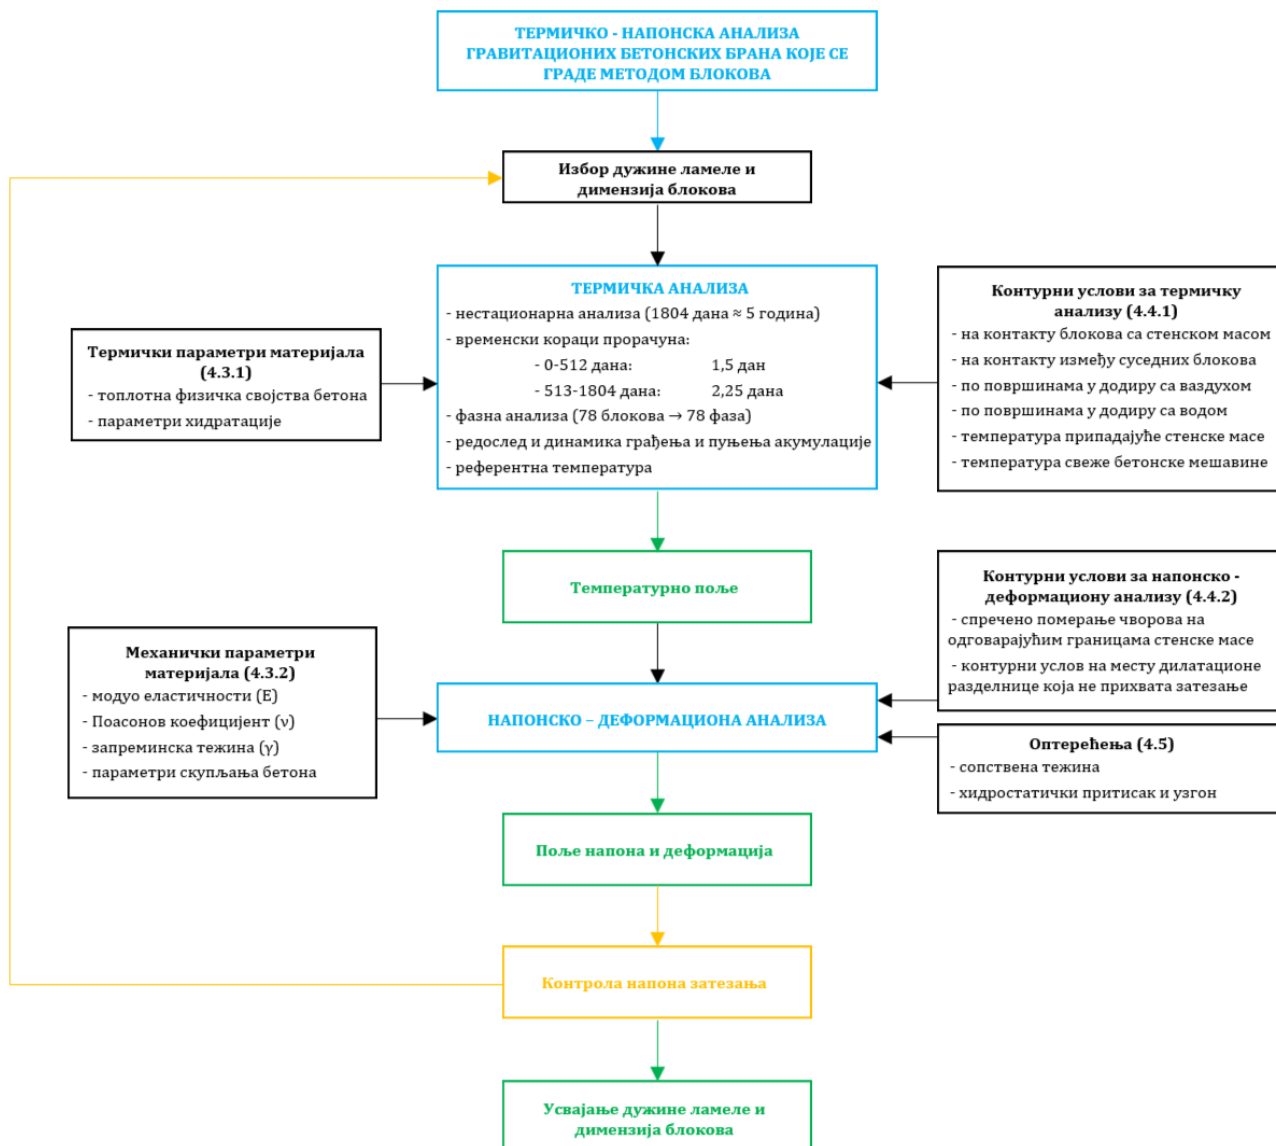 ТЕРМИЧКО - НАПОНСКА АНАЛИЗА
ГРАВИТАЦИОНИХ БЕТОНСКИХ БРАНА КОЈЕ СЕ
ГРАДЕ МЕТОДОМ БЛОКОВА
Избор дужине ламеле и
димензија блокова
ТЕРМИЧКА АНАЛИЗА
- нестационарна анализа (1804 дана ≈ 5 година)
- временски кораци прорачуна:
- 0-512 дана: 1,5 дан
- 513-1804 дана: 2,25 дана
- фазна анализа (78 блокова → 78 фаза)
- редослед и динамика грађења и пуњења акумулације
- референтна температура
Термички параметри материјала
(4.3.1)
- топлотна физичка својства бетона
- параметри хидратације
Контурни услови за термичку
анализу (4.4.1)
- на контакту блокова са стенском масом
- на контакту између суседних блокова
- по површинама у додиру са ваздухом
- по површинама у додиру са водом
- температура припадајуће стенске масе
- температура свеже бетонске мешавине
Температурно поље
Механички параметри
материјала (4.3.2)
- модуо еластичности (E)
- Поасонов коефицијент (ν)
- запреминска тежина (γ)
- параметри скупљања бетона
Контурни услови за напонско -
деформациону анализу (4.4.2)
- спречено померање чворова на
одговарајућим границама стенске масе
- контурни услов на месту дилатационе
разделнице која не прихвата затезање
НАПОНСКО – ДЕФОРМАЦИОНА АНАЛИЗА
Оптерећења (4.5)
- сопствена тежина
- хидростатички притисак и узгон
Поље напона и деформација
Контрола напона затезања
Усвајање дужине ламеле и
димензија блокова